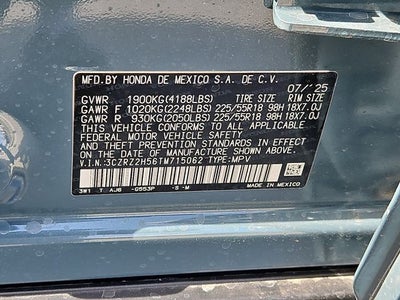 MFD.BY HONDA DE MEXICO S.A. DE C.V.
07/'25
GVWR 1900KG(4188LBS) TIRE SIZE RIM SIZE
GAWR F 1020KG(2248LBS) 225/55R18 98H 18X7.0J
GAWR R 930KG(2050LBS) 225/55R18 98H 18X7.0J
THIS VEHICLE CONFORMS TO ALL APPLICABLE
FEDERAL MOTOR VEHICLE SAFETY AND THEFT
PREVENTION STANDARDS IN EFFECT ON THE DATE
OF MANUFACTURE SHOWN ABOVE.
V.I.N.:3CZRZ2H56TM715062 TYPE:MPV
3W1 T AJ6 -G553P -S -M MADE IN MEXICO